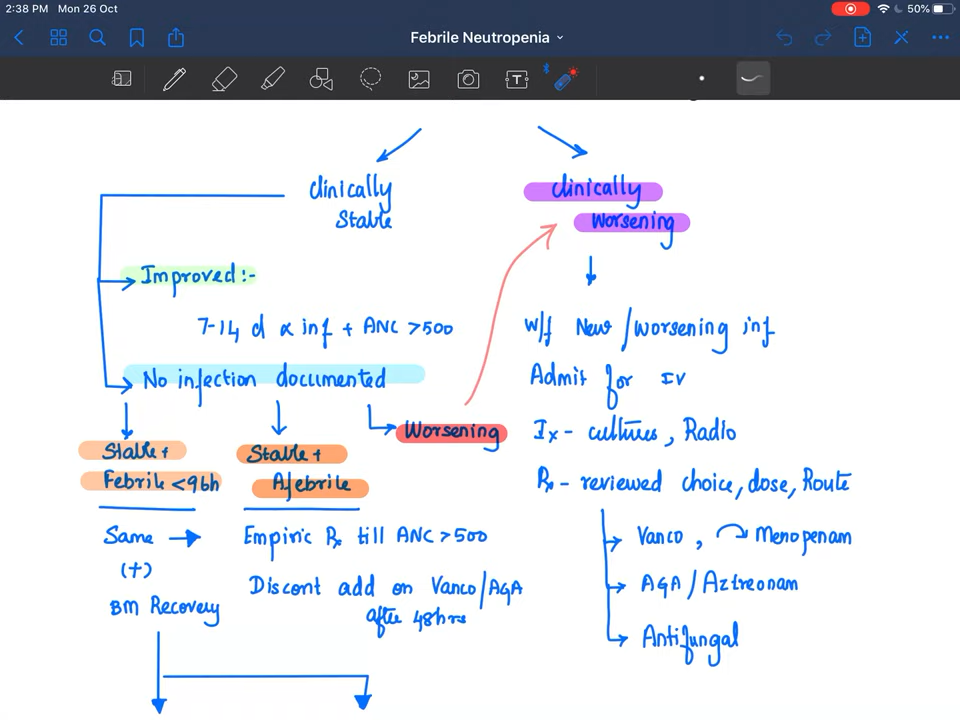 2:38 PM Mon 26 Oct
50%
Febrile Neutropenia
T
Clinically
Stable
Clinically
Worsening
Improved :-
7-14 d α inf + ANC >500
No infection documented
Worsening
Stable +
Febrile <96h
Stable +
Afebrile
Same
(+)
BM Recovery
Empiric Rx till ANC >500
Discont add on Vanco/AGA
after 48hrs
W/f New / worsening inf
Admit for IV
Ix - cultures, Radio
Rx - reviewed choice, dose, Route
Vanco, Menopenam
AGA / Aztreonam
Antifungal